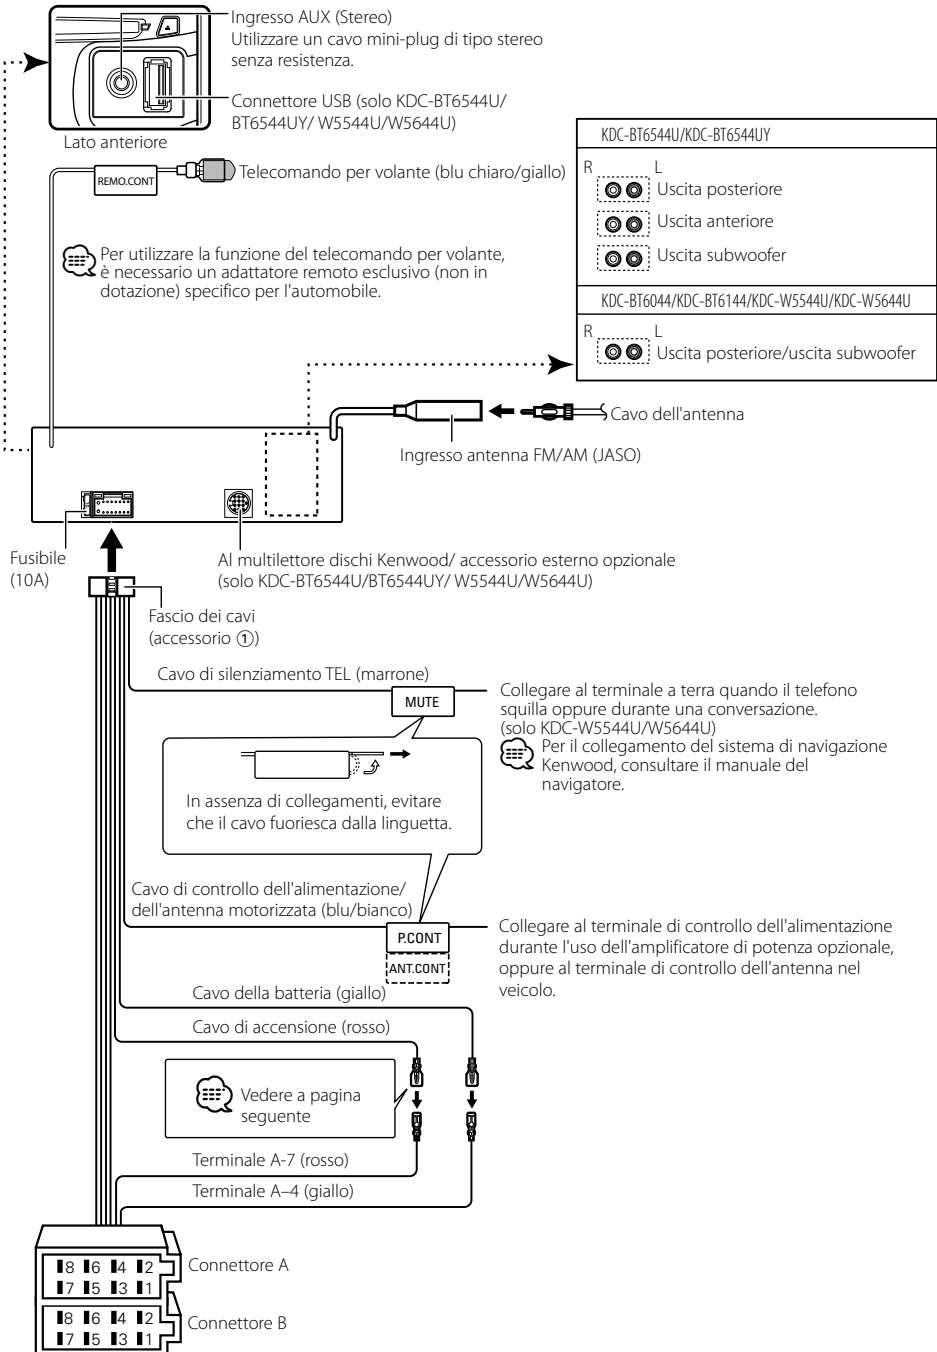 Ingresso AUX (Stereo)
Utilizzare un cavo mini-plug di tipo stereo
senza resistenza.
Connettore USB (solo KDC-BT6544U/
BT6544UY/ W5544U/W5644U)
Lato anteriore
REMO.CONT
Telecomando per volante (blu chiaro/giallo)
Per utilizzare la funzione del telecomando per volante,
è necessario un adattatore remoto esclusivo (non in
dotazione) specifico per l'automobile.
KDC-BT6544U/KDC-BT6544UY
R L
Uscita posteriore
Uscita anteriore
Uscita subwoofer
KDC-BT6044/KDC-BT6144/KDC-W5544U/KDC-W5644U
R L
Uscita posteriore/uscita subwoofer
Cavo dell'antenna
Ingresso antenna FM/AM (JASO)
Fusibile
(10A)
Al multilettore dischi Kenwood/ accessorio esterno opzionale
(solo KDC-BT6544U/BT6544UY/ W5544U/W5644U)
Fascio dei cavi
(accessorio ①)
Cavo di silenziamento TEL (marrone)
MUTE
Collegare al terminale a terra quando il telefono
squilla oppure durante una conversazione.
(solo KDC-W5544U/W5644U)
Per il collegamento del sistema di navigazione
Kenwood, consultare il manuale del
navigatore.
In assenza di collegamenti, evitare
che il cavo fuoriesca dalla linguetta.
Cavo di controllo dell'alimentazione/
dell'antenna motorizzata (blu/bianco)
P.CONT
ANT.CONT
Collegare al terminale di controllo dell'alimentazione
durante l'uso dell'amplificatore di potenza opzionale,
oppure al terminale di controllo dell'antenna nel
veicolo.
Cavo della batteria (giallo)
Cavo di accensione (rosso)
Vedere a pagina
seguente
Terminale A-7 (rosso)
Terminale A–4 (giallo)
8 6 4 2
7 5 3 1
Connettore A
8 6 4 2
7 5 3 1
Connettore B